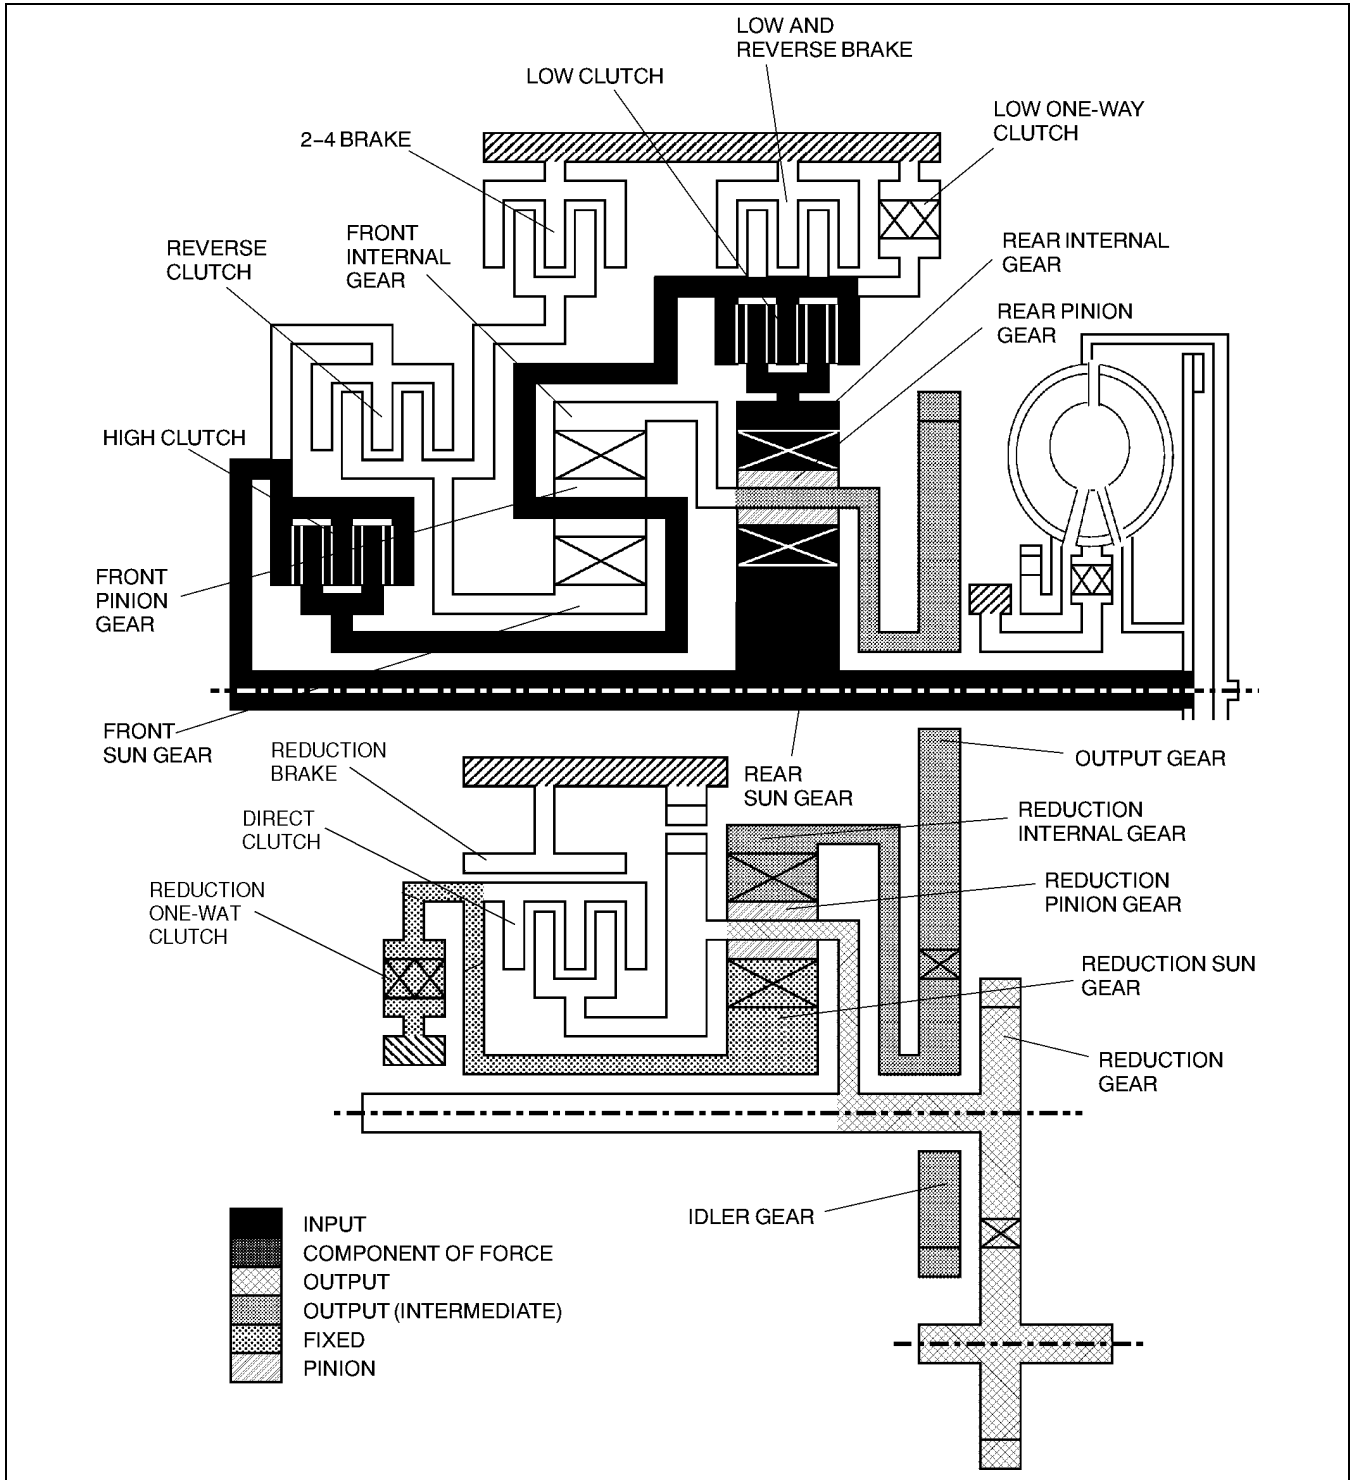 LOW AND
REVERSE BRAKE
LOW CLUTCH
LOW ONE-WAY
CLUTCH
2-4 BRAKE
FRONT
INTERNAL
GEAR
REVERSE
CLUTCH
REAR INTERNAL
GEAR
REAR PINION
GEAR
HIGH CLUTCH
FRONT
PINION
GEAR
FRONT
SUN GEAR
REDUCTION
BRAKE
REAR
SUN GEAR
OUTPUT GEAR
DIRECT
CLUTCH
REDUCTION
INTERNAL GEAR
REDUCTION
ONE-WAT
CLUTCH
REDUCTION
PINION GEAR
REDUCTION SUN
GEAR
REDUCTION
GEAR
IDLER GEAR
INPUT
COMPONENT OF FORCE
OUTPUT
OUTPUT (INTERMEDIATE)
FIXED
PINION